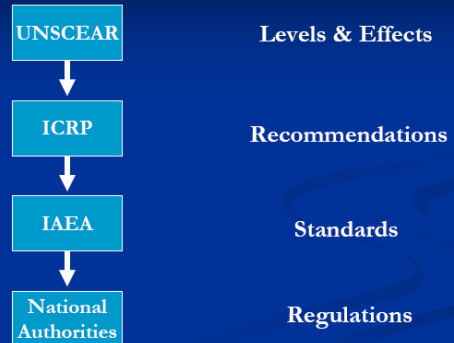 UNSCEAR Levels & Effects
ICRP Recommendations
IAEA Standards
National
Authorities Regulations